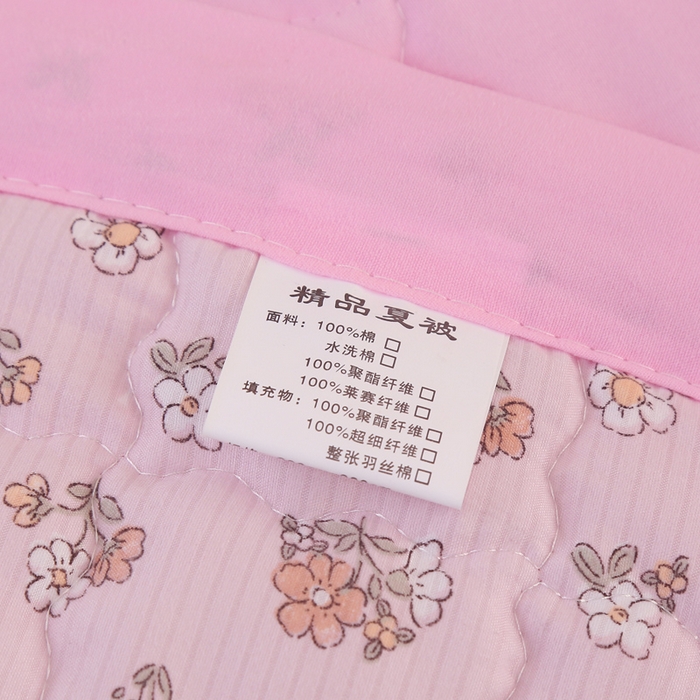 精品夏被
面料：100%棉 □
水洗棉 □
100%聚酯纤维 □
100%莱赛纤维 □
填充物：100%聚酯纤维 □
100%超细纤维 □
整张羽丝棉 □